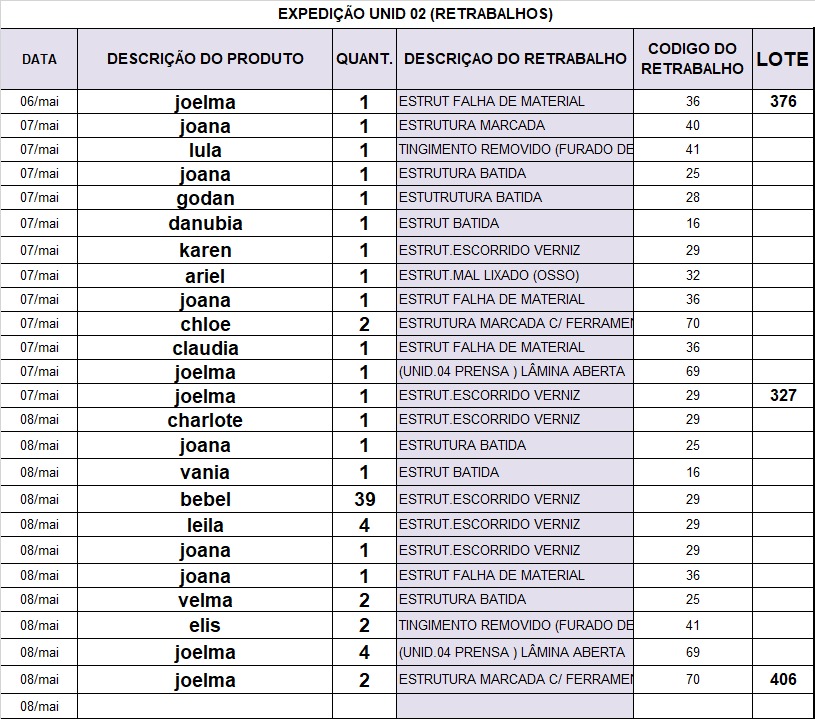 EXPEDIÇÃO UNID 02 (RETRABALHOS)
DATA DESCRIÇÃO DO PRODUTO QUANT. DESCRIÇAO DO RETRABALHO CODIGO DO RETRABALHO LOTE
06/mai joelma 1 ESTRUT FALHA DE MATERIAL 36 376
07/mai joana 1 ESTRUTURA MARCADA 40
07/mai lula 1 TINGIMENTO REMOVIDO (FURADO DE 41
07/mai joana 1 ESTRUTURA BATIDA 25
07/mai godan 1 ESTUTRUTURA BATIDA 28
07/mai danubia 1 ESTRUT BATIDA 16
07/mai karen 1 ESTRUT.ESCORRIDO VERNIZ 29
07/mai ariel 1 ESTRUT.MAL LIXADO (OSSO) 32
07/mai joana 1 ESTRUT FALHA DE MATERIAL 36
07/mai chloe 2 ESTRUTURA MARCADA C/ FERRAMEN 70
07/mai claudia 1 ESTRUT FALHA DE MATERIAL 36
07/mai joelma 1 (UNID.04 PRENSA ) LÂMINA ABERTA 69
07/mai joelma 1 ESTRUT.ESCORRIDO VERNIZ 29 327
08/mai charlote 1 ESTRUT.ESCORRIDO VERNIZ 29
08/mai joana 1 ESTRUTURA BATIDA 25
08/mai vania 1 ESTRUT BATIDA 16
08/mai bebel 39 ESTRUT.ESCORRIDO VERNIZ 29
08/mai leila 4 ESTRUT.ESCORRIDO VERNIZ 29
08/mai joana 1 ESTRUT.ESCORRIDO VERNIZ 29
08/mai joana 1 ESTRUT FALHA DE MATERIAL 36
08/mai velma 2 ESTRUTURA BATIDA 25
08/mai elis 2 TINGIMENTO REMOVIDO (FURADO DE 41
08/mai joelma 4 (UNID.04 PRENSA ) LÂMINA ABERTA 69
08/mai joelma 2 ESTRUTURA MARCADA C/ FERRAMEN 70 406
08/mai